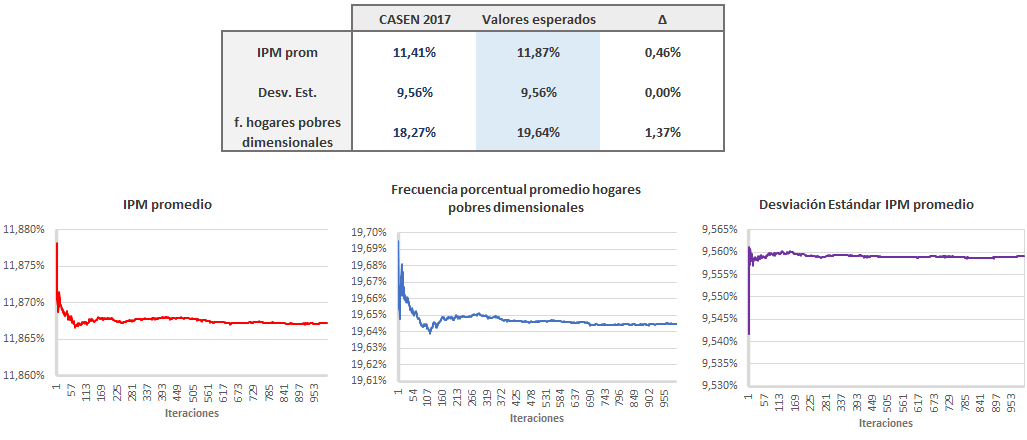 CASEN 2017 Valores esperados Δ
IPM prom 11,41% 11,87% 0,46%
Desv. Est. 9,56% 9,56% 0,00%
f. hogares pobres
dimensionales 18,27% 19,64% 1,37%
IPM promedio
11,880%
11,875%
11,870%
11,865%
11,860%
1 57 113 169 225 281 337 393 449 505 561 617 673 729 785 841 897 953
Iteraciones
Frecuencia porcentual promedio hogares
pobres dimensionales
19,70%
19,69%
19,68%
19,67%
19,66%
19,65%
19,64%
19,63%
19,62%
19,61%
1 54 107 160 213 266 319 372 425 478 531 584 637 690 743 796 849 902 955
Iteraciones
Desviación Estándar IPM promedio
9,565%
9,560%
9,555%
9,550%
9,545%
9,540%
9,535%
9,530%
1 57 113 169 225 281 337 393 449 505 561 617 673 729 785 841 897 953
Iteraciones